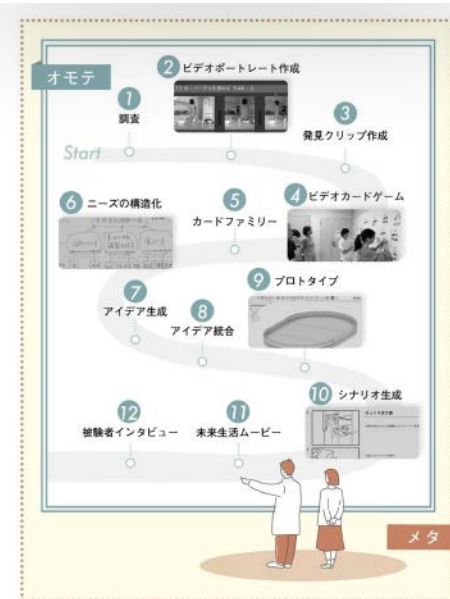 オモテ
Start
1
調査
2 ビデオポートレート作成
3
発見クリップ作成
4 ビデオカードゲーム
5
カードファミリー
6 ニーズの構造化
7
アイデア生成
8
アイデア統合
9 プロトタイプ
10 シナリオ生成
11
未来生活ムービー
12
被験者インタビュー
メタ